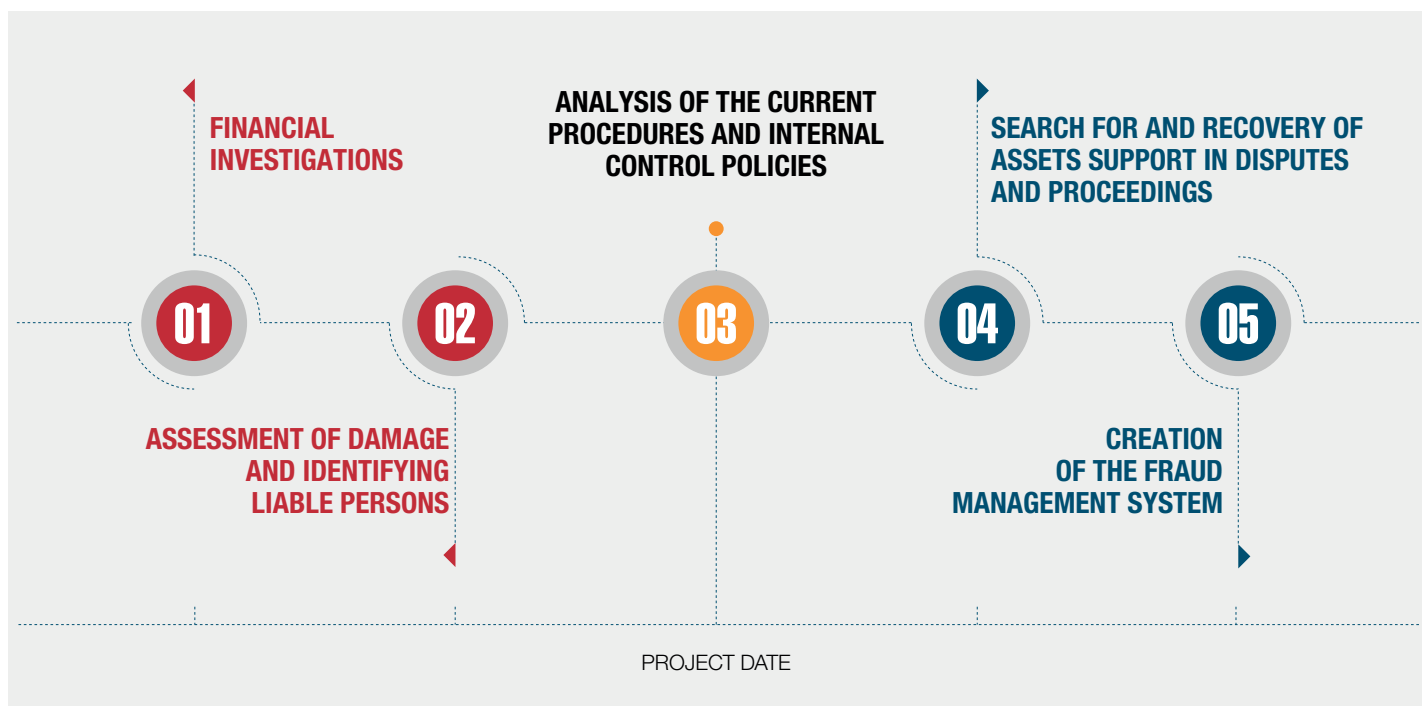 FINANCIAL
INVESTIGATIONS
ANALYSIS OF THE CURRENT
PROCEDURES AND INTERNAL
CONTROL POLICIES
SEARCH FOR AND RECOVERY OF
ASSETS SUPPORT IN DISPUTES
AND PROCEEDINGS
01
02
03
04
05
ASSESSMENT OF DAMAGE
AND IDENTIFYING
LIABLE PERSONS
CREATION
OF THE FRAUD
MANAGEMENT SYSTEM
PROJECT DATE